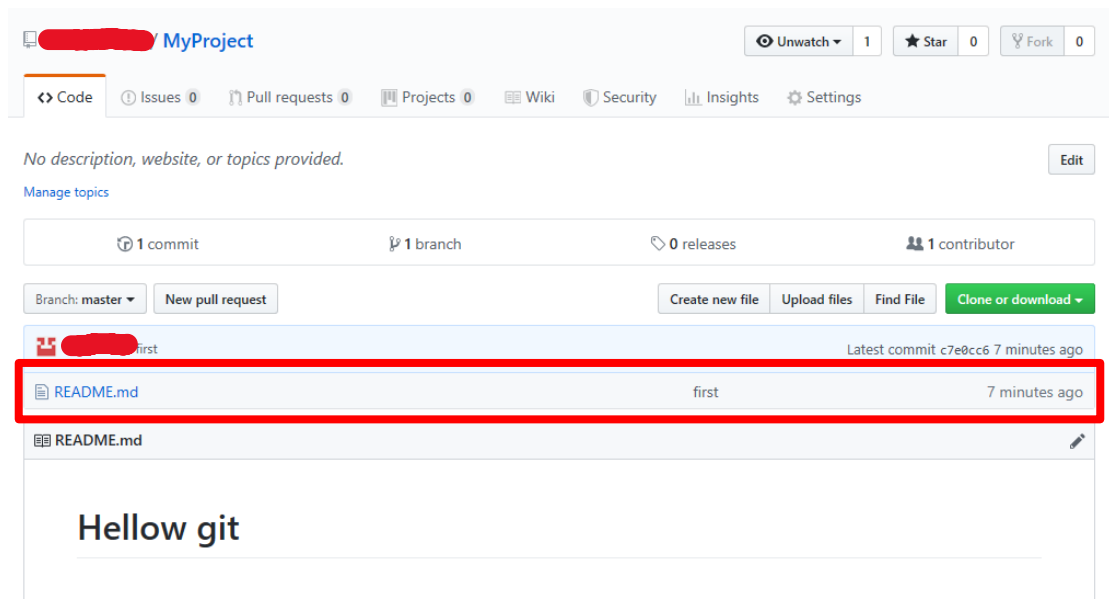 / MyProject
Unwatch 1 Star 0 Fork 0
Code Issues 0 Pull requests 0 Projects 0 Wiki Security Insights Settings
No description, website, or topics provided. Edit
Manage topics
1 commit 1 branch 0 releases 1 contributor
Branch: master New pull request Create new file Upload files Find File Clone or download
first Latest commit c7e0cc6 7 minutes ago
README.md first 7 minutes ago
README.md
Hellow git